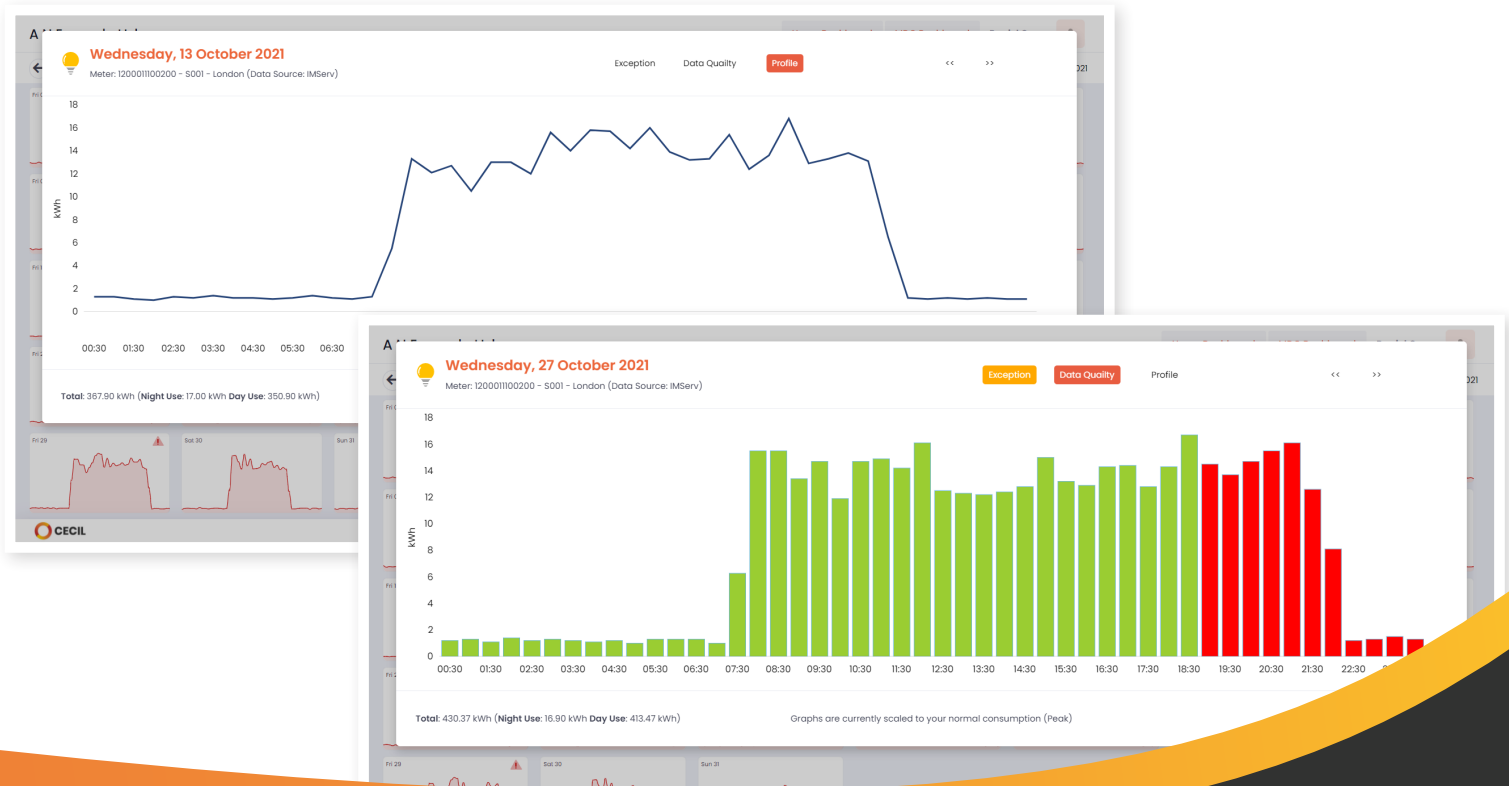 Wednesday, 13 October 2021
Meter: 1200011100200 - S001 - London (Data Source: IMServ)
Exception Data Quailty Profile << >>
021
18
16
14
12
10
8
6
4
2
0
kWh
00:30 01:30 02:30 03:30 04:30 05:30 06:30
Total: 367.90 kWh (Night Use: 17.00 kWh Day Use: 350.90 kWh)
Fri 29 Sat 30 Sun 31
CECIL
Wednesday, 27 October 2021
Meter: 1200011100200 - S001 - London (Data Source: IMServ)
Exception Data Quailty Profile << >>
021
18
16
14
12
10
8
6
4
2
0
kWh
00:30 01:30 02:30 03:30 04:30 05:30 06:30 07:30 08:30 09:30 10:30 11:30 12:30 13:30 14:30 15:30 16:30 17:30 18:30 19:30 20:30 21:30 22:30
Total: 430.37 kWh (Night Use: 16.90 kWh Day Use: 413.47 kWh)
Graphs are currently scaled to your normal consumption (Peak)
Fri 29 Sat 30 Sun 31